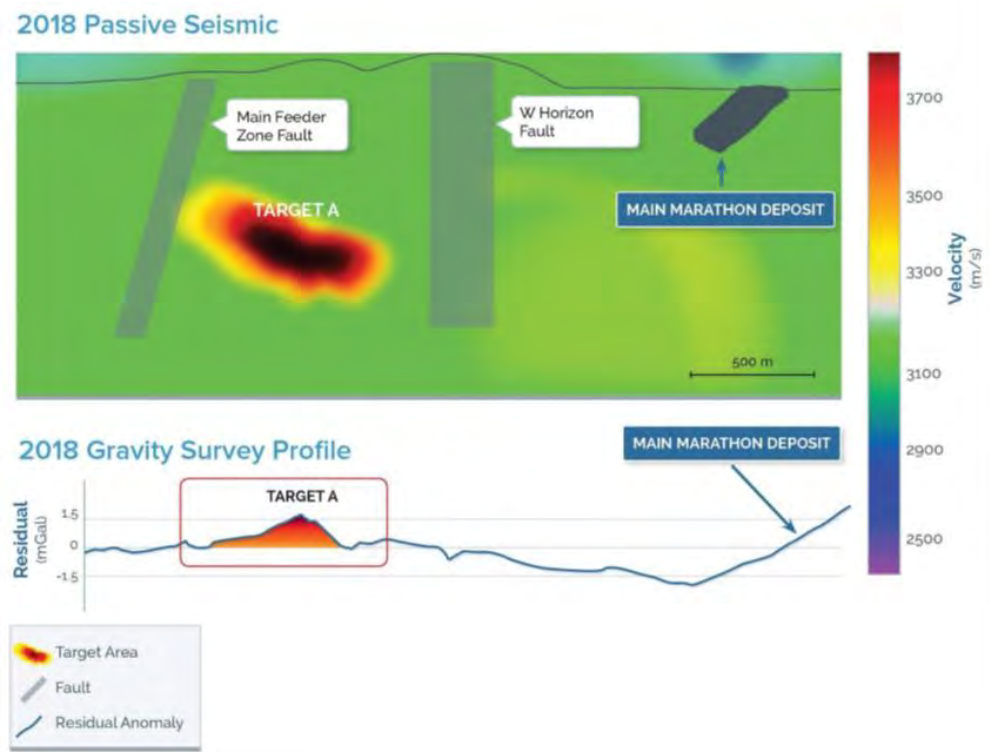 2018 Passive Seismic
Main Feeder
Zone Fault
W Horizon
Fault
TARGET A
MAIN MARATHON DEPOSIT
500 m
3700
3500
3300
3100
2900
2500
Velocity
(m/s)
2018 Gravity Survey Profile
MAIN MARATHON DEPOSIT
TARGET A
Residual
(mGal)
1.5
0
-1.5
Target Area
Fault
Residual Anomaly